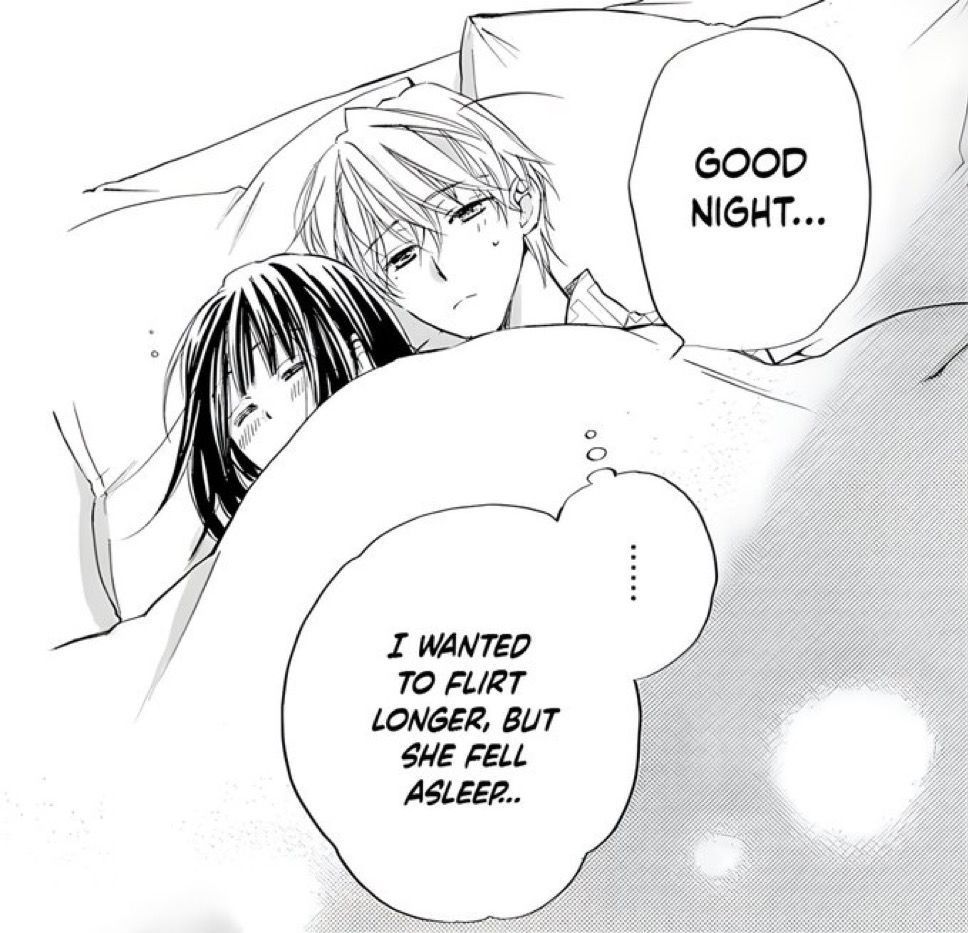 GOOD
NIGHT...
......
I WANTED
TO FLIRT
LONGER, BUT
SHE FELL
ASLEEP...